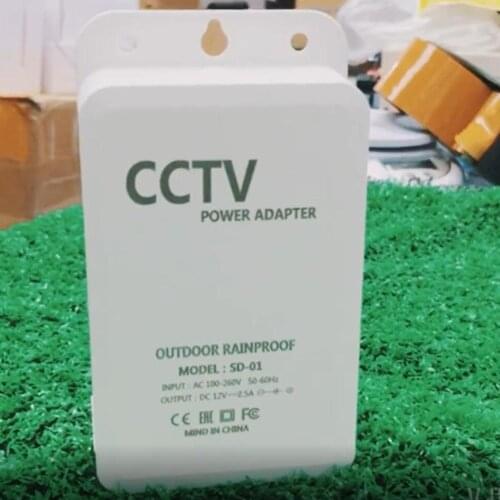 CCTV
POWER ADAPTER
OUTDOOR RAINPROOF
MODEL : SD-01
INPUT : AC 100-260V 50-60Hz
OUTPUT : DC 12V⎓2.5A
CE EAC FC
MIND IN CHINA